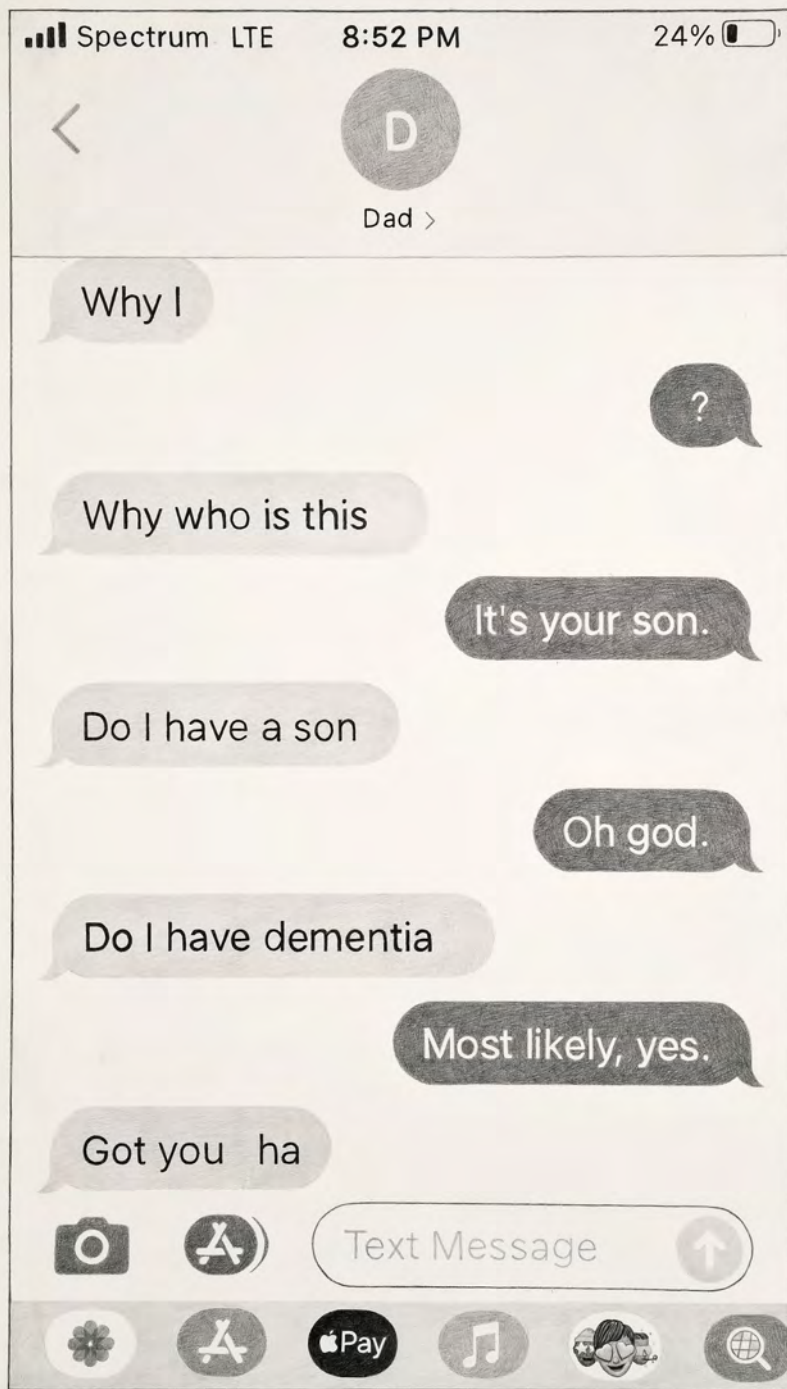 Spectrum LTE 8:52 PM 24%
D
Dad >
Why I
?
Why who is this
It's your son.
Do I have a son
Oh god.
Do I have dementia
Most likely, yes.
Got you ha
Text Message
Pay